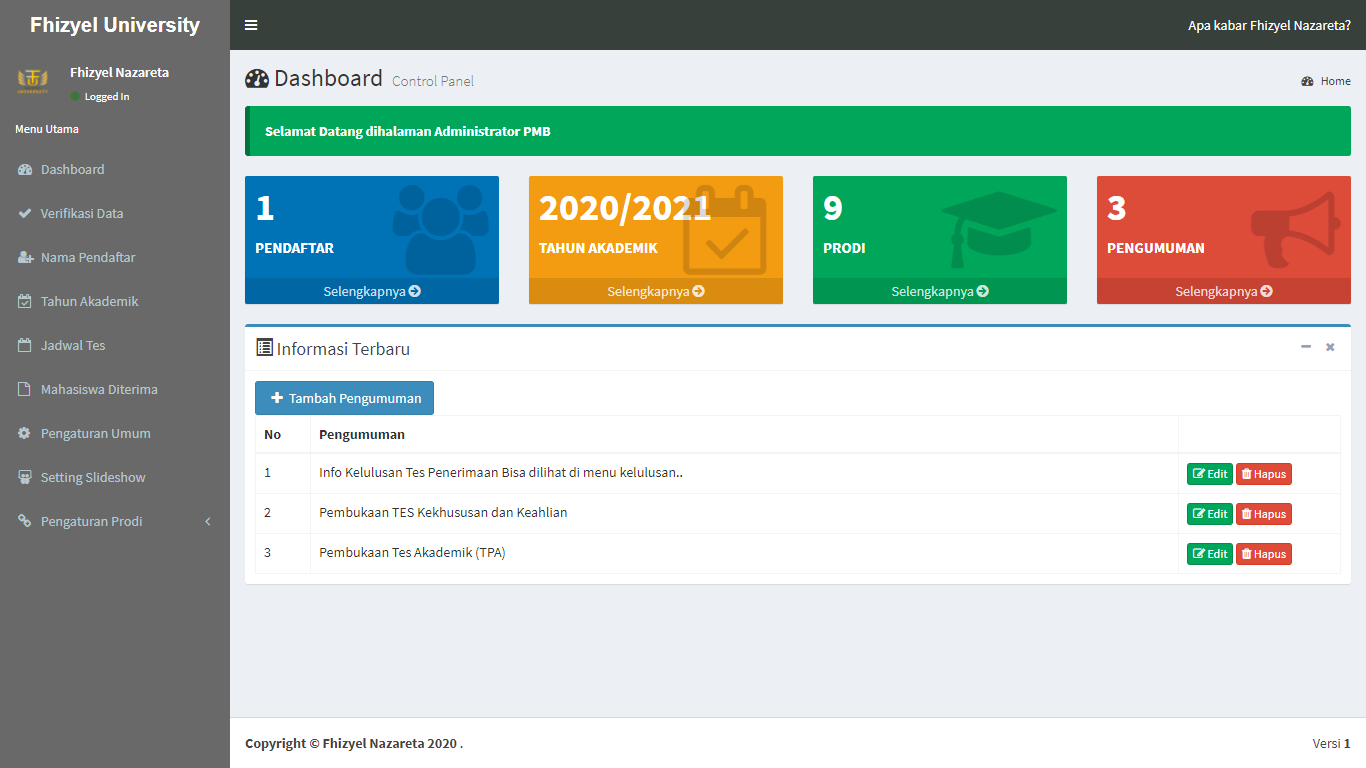 Fhizyel University
Apa kabar Fhizyel Nazareta?
Fhizyel Nazareta
Logged In
Menu Utama
Dashboard
Verifikasi Data
Nama Pendaftar
Tahun Akademik
Jadwal Tes
Mahasiswa Diterima
Pengaturan Umum
Setting Slideshow
Pengaturan Prodi
Dashboard Control Panel
Home
Selamat Datang dihalaman Administrator PMB
1
PENDAFTAR
Selengkapnya
2020/2021
TAHUN AKADEMIK
Selengkapnya
9
PRODI
Selengkapnya
3
PENGUMUMAN
Selengkapnya
Informasi Terbaru
Tambah Pengumuman
No Pengumuman
1 Info Kelulusan Tes Penerimaan Bisa dilihat di menu kelulusan.. Edit Hapus
2 Pembukaan TES Kekhususan dan Keahlian Edit Hapus
3 Pembukaan Tes Akademik (TPA) Edit Hapus
Copyright © Fhizyel Nazareta 2020 .
Versi 1